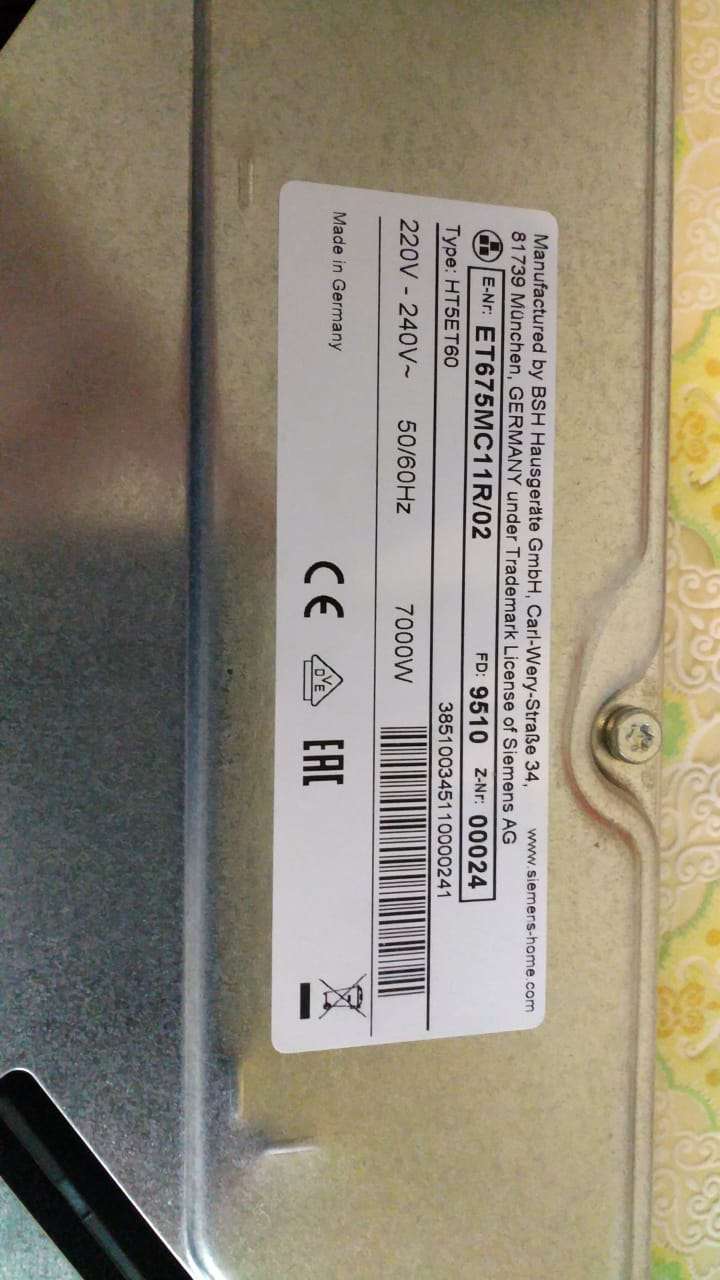 Manufactured by BSH Hausgeräte GmbH, Carl-Wery-Straße 34, www.siemens-home.com
81739 München, GERMANY under Trademark License of Siemens AG
E-Nr: ET675MC11R/02 FD: 9510 Z-Nr: 00024
Type: HT5ET60 385100345110000241
220V - 240V~ 50/60Hz 7000W
Made in Germany CE DVE EAC